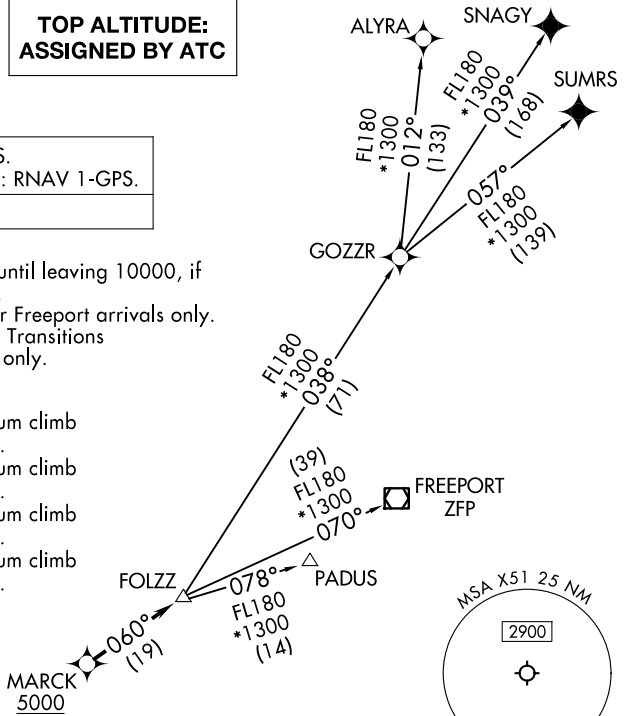 TOP ALTITUDE:
ASSIGNED BY ATC
S.
: RNAV 1-GPS.
until leaving 10000, if
r Freeport arrivals only.
Transitions
only.
um climb
.
um climb
.
um climb
.
um climb
.
ALYRA
SNAGY
SUMRS
FL180
*1300
012°
(133)
FL180
*1300
039°
(168)
057°
FL180
*1300
(139)
GOZZR
FL180
*1300
038°
(71)
(39)
FL180
*1300
070°
FREEPORT
ZFP
FOLZZ
078°
FL180
*1300
(14)
PADUS
060°
(19)
MARCK
5000
MSA X51 25 NM
2900